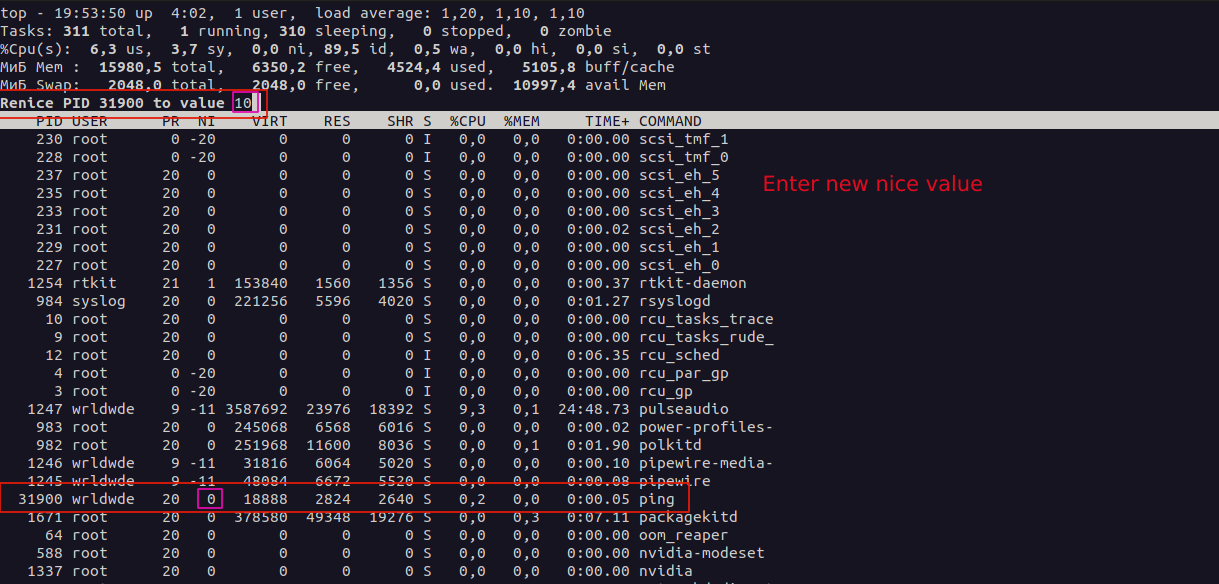 top - 19:53:50 up  4:02,  1 user,  load average: 1,20, 1,10, 1,10
Tasks: 311 total,   1 running, 310 sleeping,   0 stopped,   0 zombie
%Cpu(s):  6,3 us,  3,7 sy,  0,0 ni, 89,5 id,  0,5 wa,  0,0 hi,  0,0 si,  0,0 st
МиБ Mem :  15980,5 total,   6350,2 free,   4524,4 used,   5105,8 buff/cache
МиБ Swap:   2048,0 total,   2048,0 free,      0,0 used.  10997,4 avail Mem
Renice PID 31900 to value 10
PID USER      PR  NI    VIRT    RES    SHR S  %CPU  %MEM     TIME+ COMMAND
230 root       0 -20       0      0      0 I   0,0   0,0   0:00.00 scsi_tmf_1
228 root       0 -20       0      0      0 I   0,0   0,0   0:00.00 scsi_tmf_0
237 root      20   0       0      0      0 S   0,0   0,0   0:00.00 scsi_eh_5
Enter new nice value
235 root      20   0       0      0      0 S   0,0   0,0   0:00.00 scsi_eh_4
233 root      20   0       0      0      0 S   0,0   0,0   0:00.00 scsi_eh_3
231 root      20   0       0      0      0 S   0,0   0,0   0:00.02 scsi_eh_2
229 root      20   0       0      0      0 S   0,0   0,0   0:00.00 scsi_eh_1
227 root      20   0       0      0      0 S   0,0   0,0   0:00.00 scsi_eh_0
1254 rtkit     21   1  153840   1560   1356 S   0,0   0,0   0:00.37 rtkit-daemon
984 syslog    20   0  221256   5596   4020 S   0,0   0,0   0:01.27 rsyslogd
10 root      20   0       0      0      0 S   0,0   0,0   0:00.00 rcu_tasks_trace
9 root      20   0       0      0      0 S   0,0   0,0   0:00.00 rcu_tasks_rude_
12 root      20   0       0      0      0 I   0,0   0,0   0:06.35 rcu_sched
4 root       0 -20       0      0      0 I   0,0   0,0   0:00.00 rcu_par_gp
3 root       0 -20       0      0      0 I   0,0   0,0   0:00.00 rcu_gp
1247 wrldwde    9 -11 3587692  23976  18392 S   9,3   0,1  24:48.73 pulseaudio
983 root      20   0  245068   6568   6016 S   0,0   0,0   0:00.02 power-profiles-
982 root      20   0  251968  11600   8036 S   0,0   0,1   0:01.90 polkitd
1246 wrldwde    9 -11   31816   6064   5020 S   0,0   0,0   0:00.10 pipewire-media-
1245 wrldwde    9 -11   48084   6672   5520 S   0,0   0,0   0:00.08 pipewire
31900 wrldwde   20   0   18888   2824   2640 S   0,2   0,0   0:00.05 ping
1671 root      20   0  378580  49348  19276 S   0,0   0,3   0:07.11 packagekitd
64 root      20   0       0      0      0 S   0,0   0,0   0:00.00 oom_reaper
588 root      20   0       0      0      0 S   0,0   0,0   0:00.00 nvidia-modeset
1337 root      20   0       0      0      0 S   0,0   0,0   0:00.00 nvidia